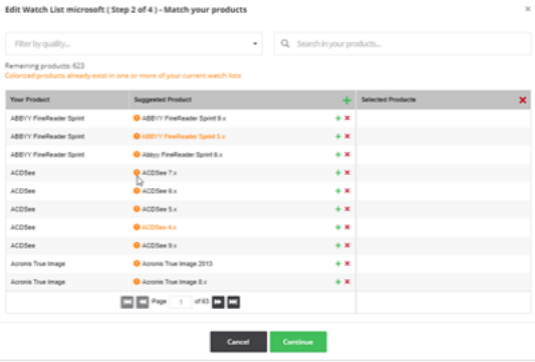 Edit Watch List microsoft ( Step 2 of 4 ) - Match your products
Filter by quality...
Search in your products...
Remaining products: 623
Colorized products already exist in one or more of your current watch lists.
Your Product Suggested Product Selected Products
ABBYY FineReader Sprint ABBYY FineReader Sprint 9.x
ABBYY FineReader Sprint ABBYY FineReader Sprint 5.x
ABBYY FineReader Sprint Abbyy FineReader Sprint 6.x
ACDSee ACDSee 7.x
ACDSee ACDSee 8.x
ACDSee ACDSee 5.x
ACDSee ACDSee 6.x
ACDSee ACDSee 9.x
Acronis True Image Acronis True Image 2013
Acronis True Image Acronis True Image 8.x
Page 1 of 63
Cancel Continue